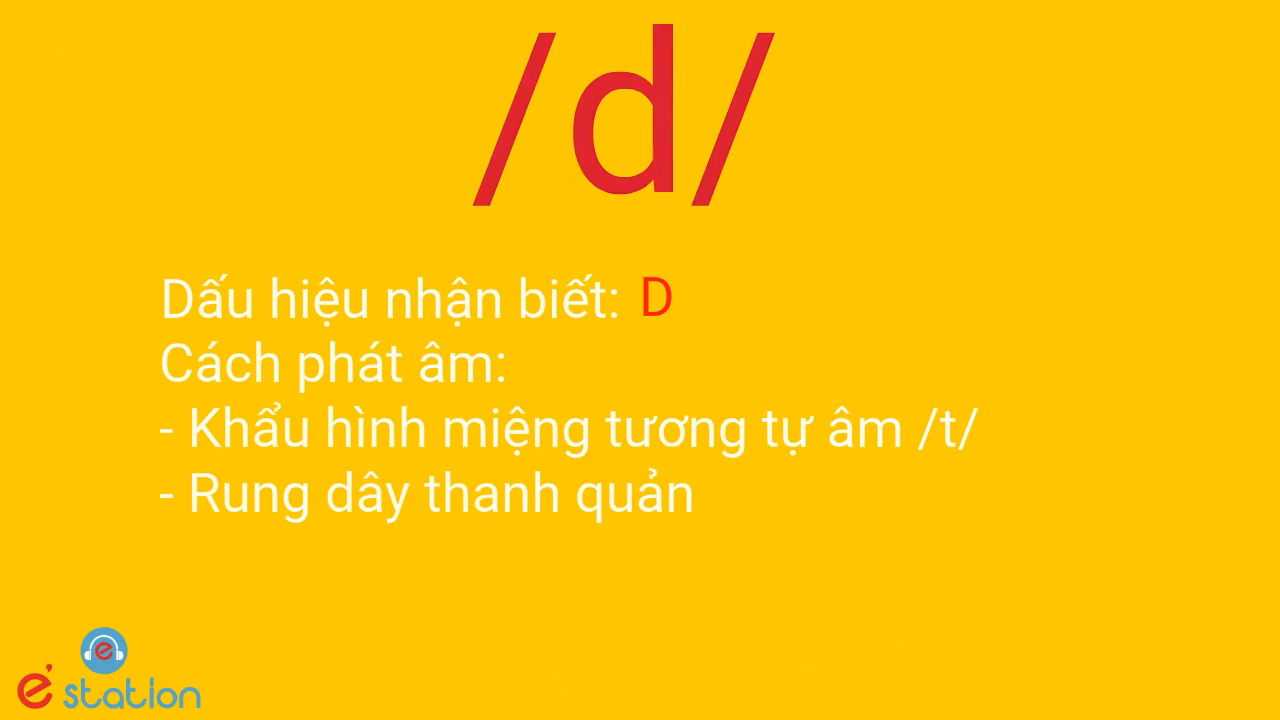 /d/
Dấu hiệu nhận biết: D
Cách phát âm:
- Khẩu hình miệng tương tự âm /t/
- Rung dây thanh quản
e
e' station